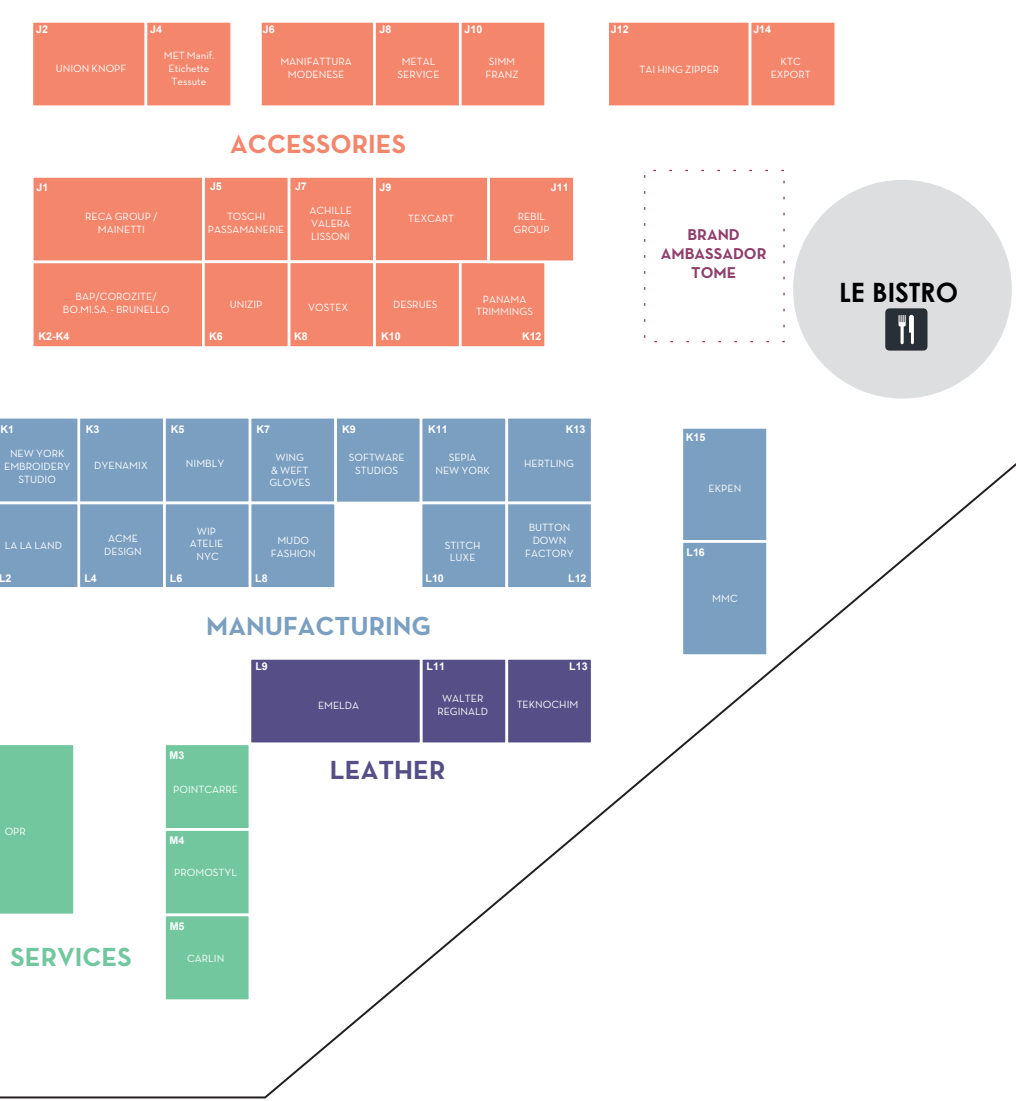 J2
UNION KNOPF
J4
MET Manif.
Etichette
Tessute
J6
MANIFATTURA
MODENESE
J8
METAL
SERVICE
J10
SIMM
FRANZ
J12
TAI HING ZIPPER
J14
KTC
EXPORT
ACCESSORIES
J1
RECA GROUP /
MAINETTI
J5
TOSCHI
PASSAMANERIE
J7
ACHILLE
VALERA
LISSONI
J9
TEXCART
J11
REBIL
GROUP
BRAND
AMBASSADOR
TOME
LE BISTRO
BAP/COROZITE/
BO.MI.SA. - BRUNELLO
K2-K4
UNIZIP
K6
VOSTEX
K8
DESRUES
K10
PANAMA
TRIMMINGS
K12
K1
NEW YORK
EMBROIDERY
STUDIO
K3
DYENAMIX
K5
NIMBLY
K7
WING
& WEFT
GLOVES
K9
SOFTWARE
STUDIOS
K11
SEPIA
NEW YORK
K13
HERTLING
K15
EKPEN
LA LA LAND
L2
ACME
DESIGN
L4
WIP
ATELIE
NYC
L6
MUDO
FASHION
L8
STITCH
LUXE
L10
BUTTON
DOWN
FACTORY
L12
L16
MMC
MANUFACTURING
L9
EMELDA
L11
WALTER
REGINALD
L13
TEKNOCHIM
LEATHER
OPR
M3
POINTCARRE
M4
PROMOSTYL
M5
CARLIN
SERVICES